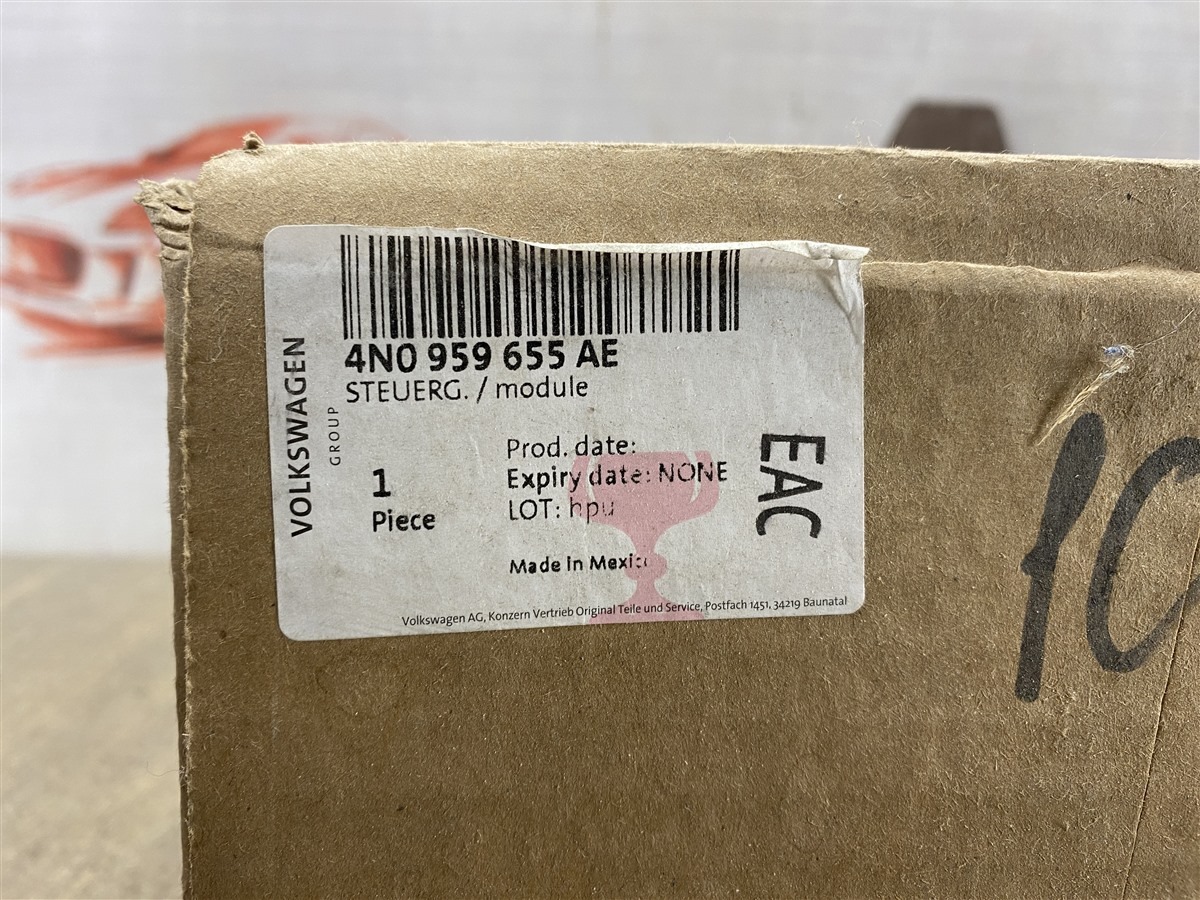 4N0 959 655 AE
STEUERG. / module
VOLKSWAGEN
GROUP
1
Piece
Prod. date:
Expiry date: NONE
LOT: hpu
Made in Mexico
EAC
Volkswagen AG, Konzern Vertrieb Original Teile und Service, Postfach 1451, 34219 Baunatal